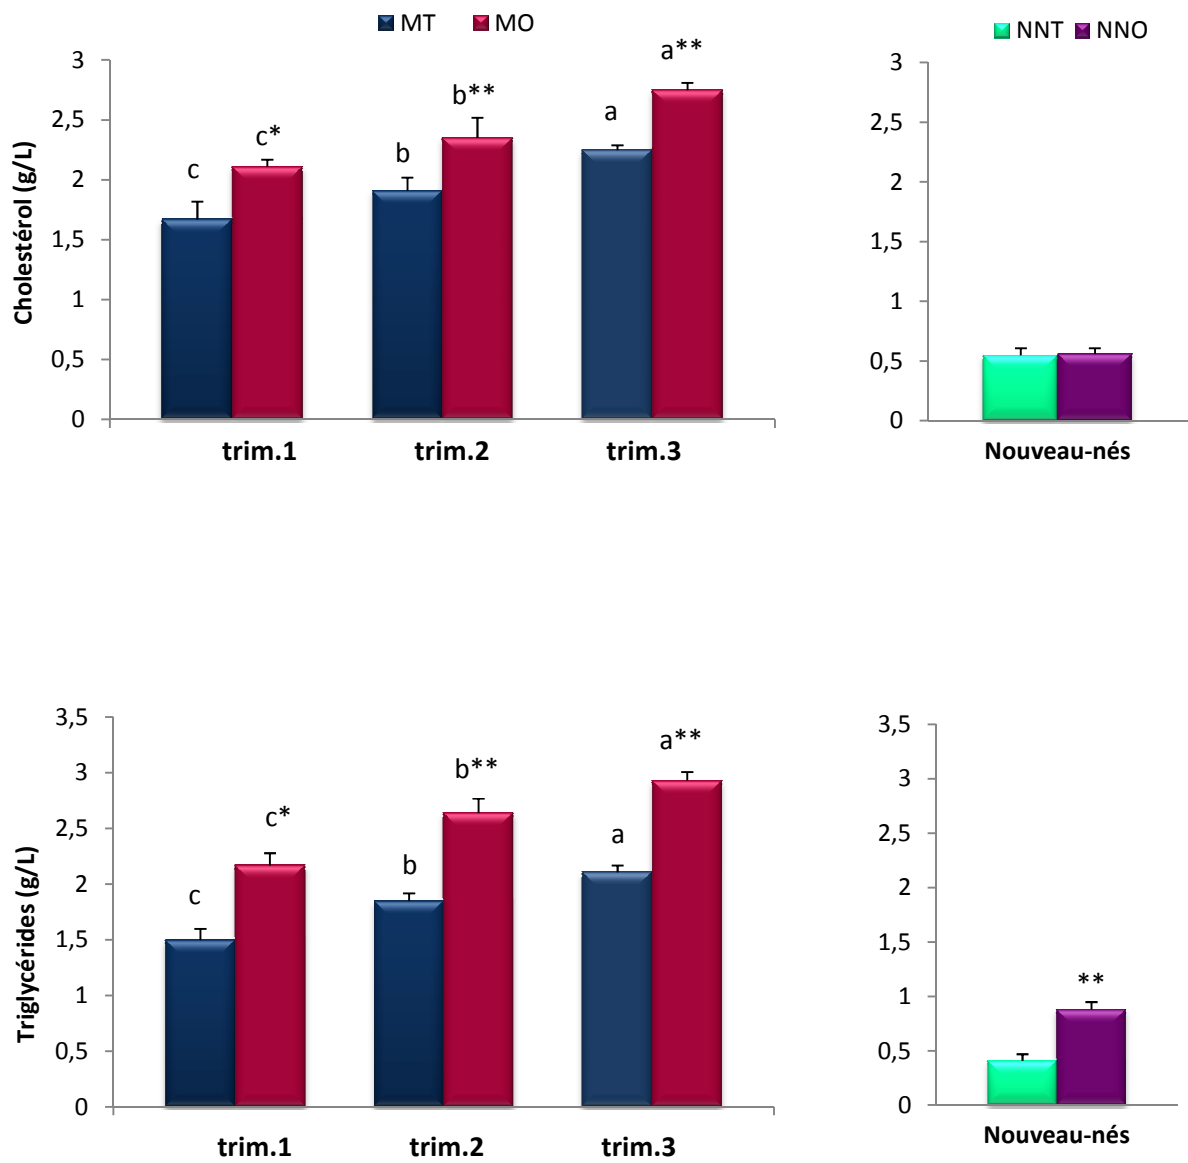 MT MO
NNT NNO
Cholestérol (g/L)
3
2,5
2
1,5
1
0,5
0
c
c*
b
b**
a
a**
trim.1 trim.2 trim.3
3
2,5
2
1,5
1
0,5
0
Nouveau-nés
Triglycérides (g/L)
3,5
3
2,5
2
1,5
1
0,5
0
c
c*
b
b**
a
a**
trim.1 trim.2 trim.3
3,5
3
2,5
2
1,5
1
0,5
0
**
Nouveau-nés